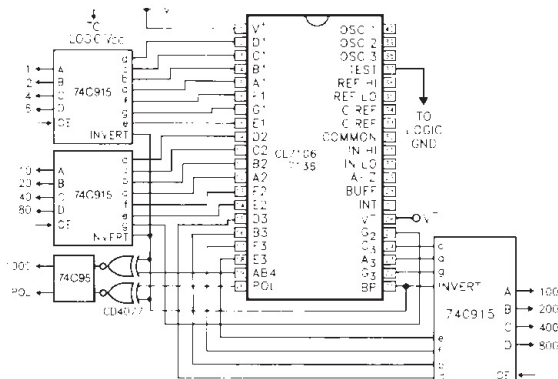 TO
LOGIC Vcc
V
74C915
1
2
4
8
A
B
C
D
OE
INVERT
d
c
b
a
f
g
e
V+
D1
C1
B1
A1
F1
G1
E1
D2
C2
B2
A2
F2
E2
D3
B3
F3
E3
AB4
POL
OSC 1
OSC 2
OSC 3
TEST
REF HI
REF LO
C REF
C REF
COMMON
IN HI
IN LO
A-Z
BUFF
INT
V-
G2
C3
A3
G3
BP
TO
LOGIC
GND
V-
74C915
10
20
40
80
A
B
C
D
OE
INVERT
1000
POL
74C95
CD4077
c
a
g
INVERT
e
f
b
d
74C915
A
B
C
D
OE
100
200
400
800